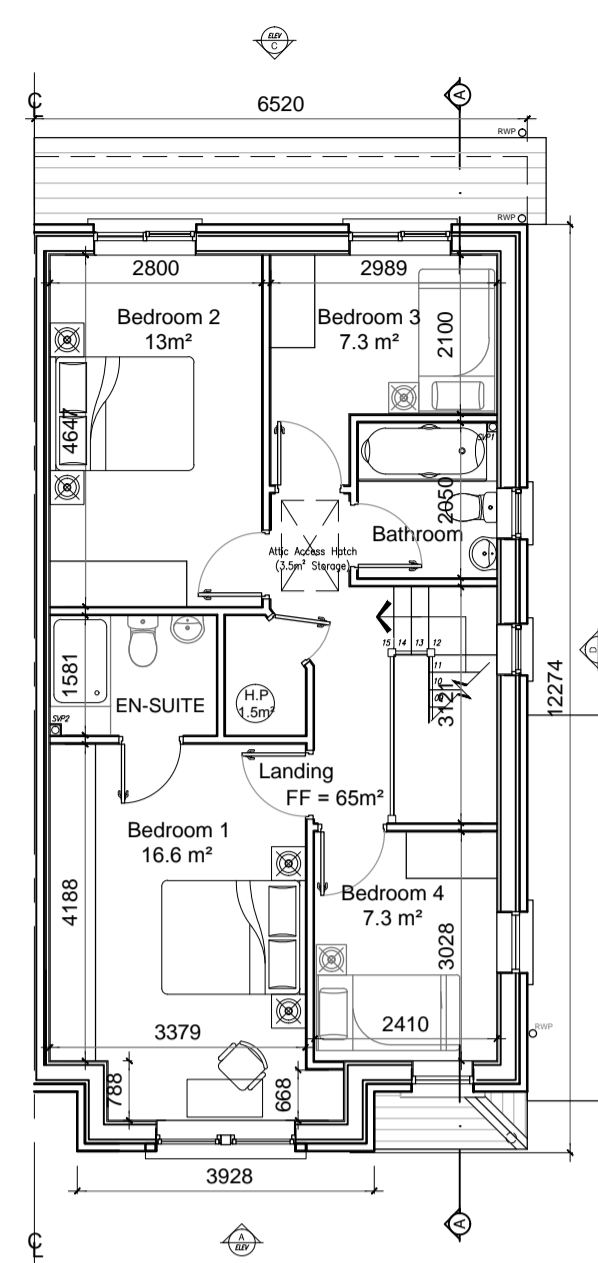 ELEV
C
C
L
6520
A
RWP
RWP
2800
2989
Bedroom 2
13m²
Bedroom 3
7.3 m²
2100
4647
SVP1
2050
Bathroom
Attic Access Hatch
(3.5m² Storage)
15 14 13 12
11
10
09
3121
1581
EN-SUITE
H.P
1.5m²
SVP2
D
12274
Landing
FF = 65m²
Bedroom 1
16.6 m²
Bedroom 4
7.3 m²
4188
3028
3379
2410
RWP
788
668
3928
A
ELEV
A
C
L